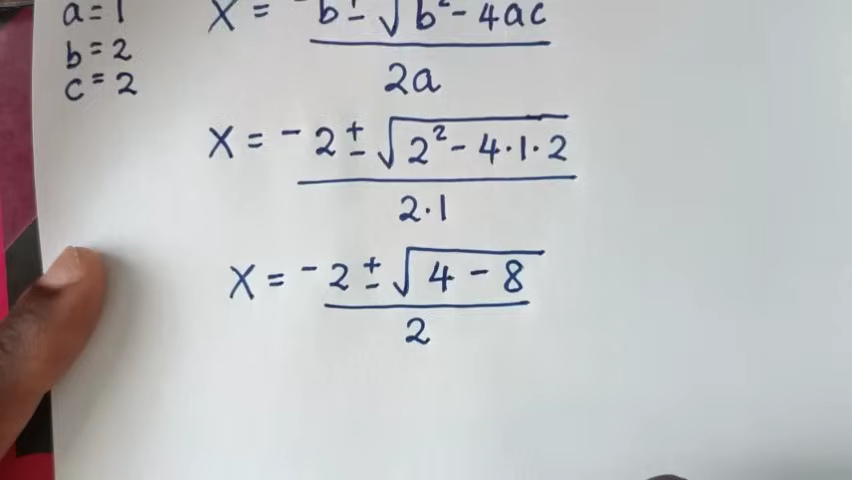 a = 1
b = 2
c = 2
X = -b ± √(b² - 4ac) / 2a
X = -2 ± √(2² - 4·1·2) / 2·1
X = -2 ± √(4 - 8) / 2